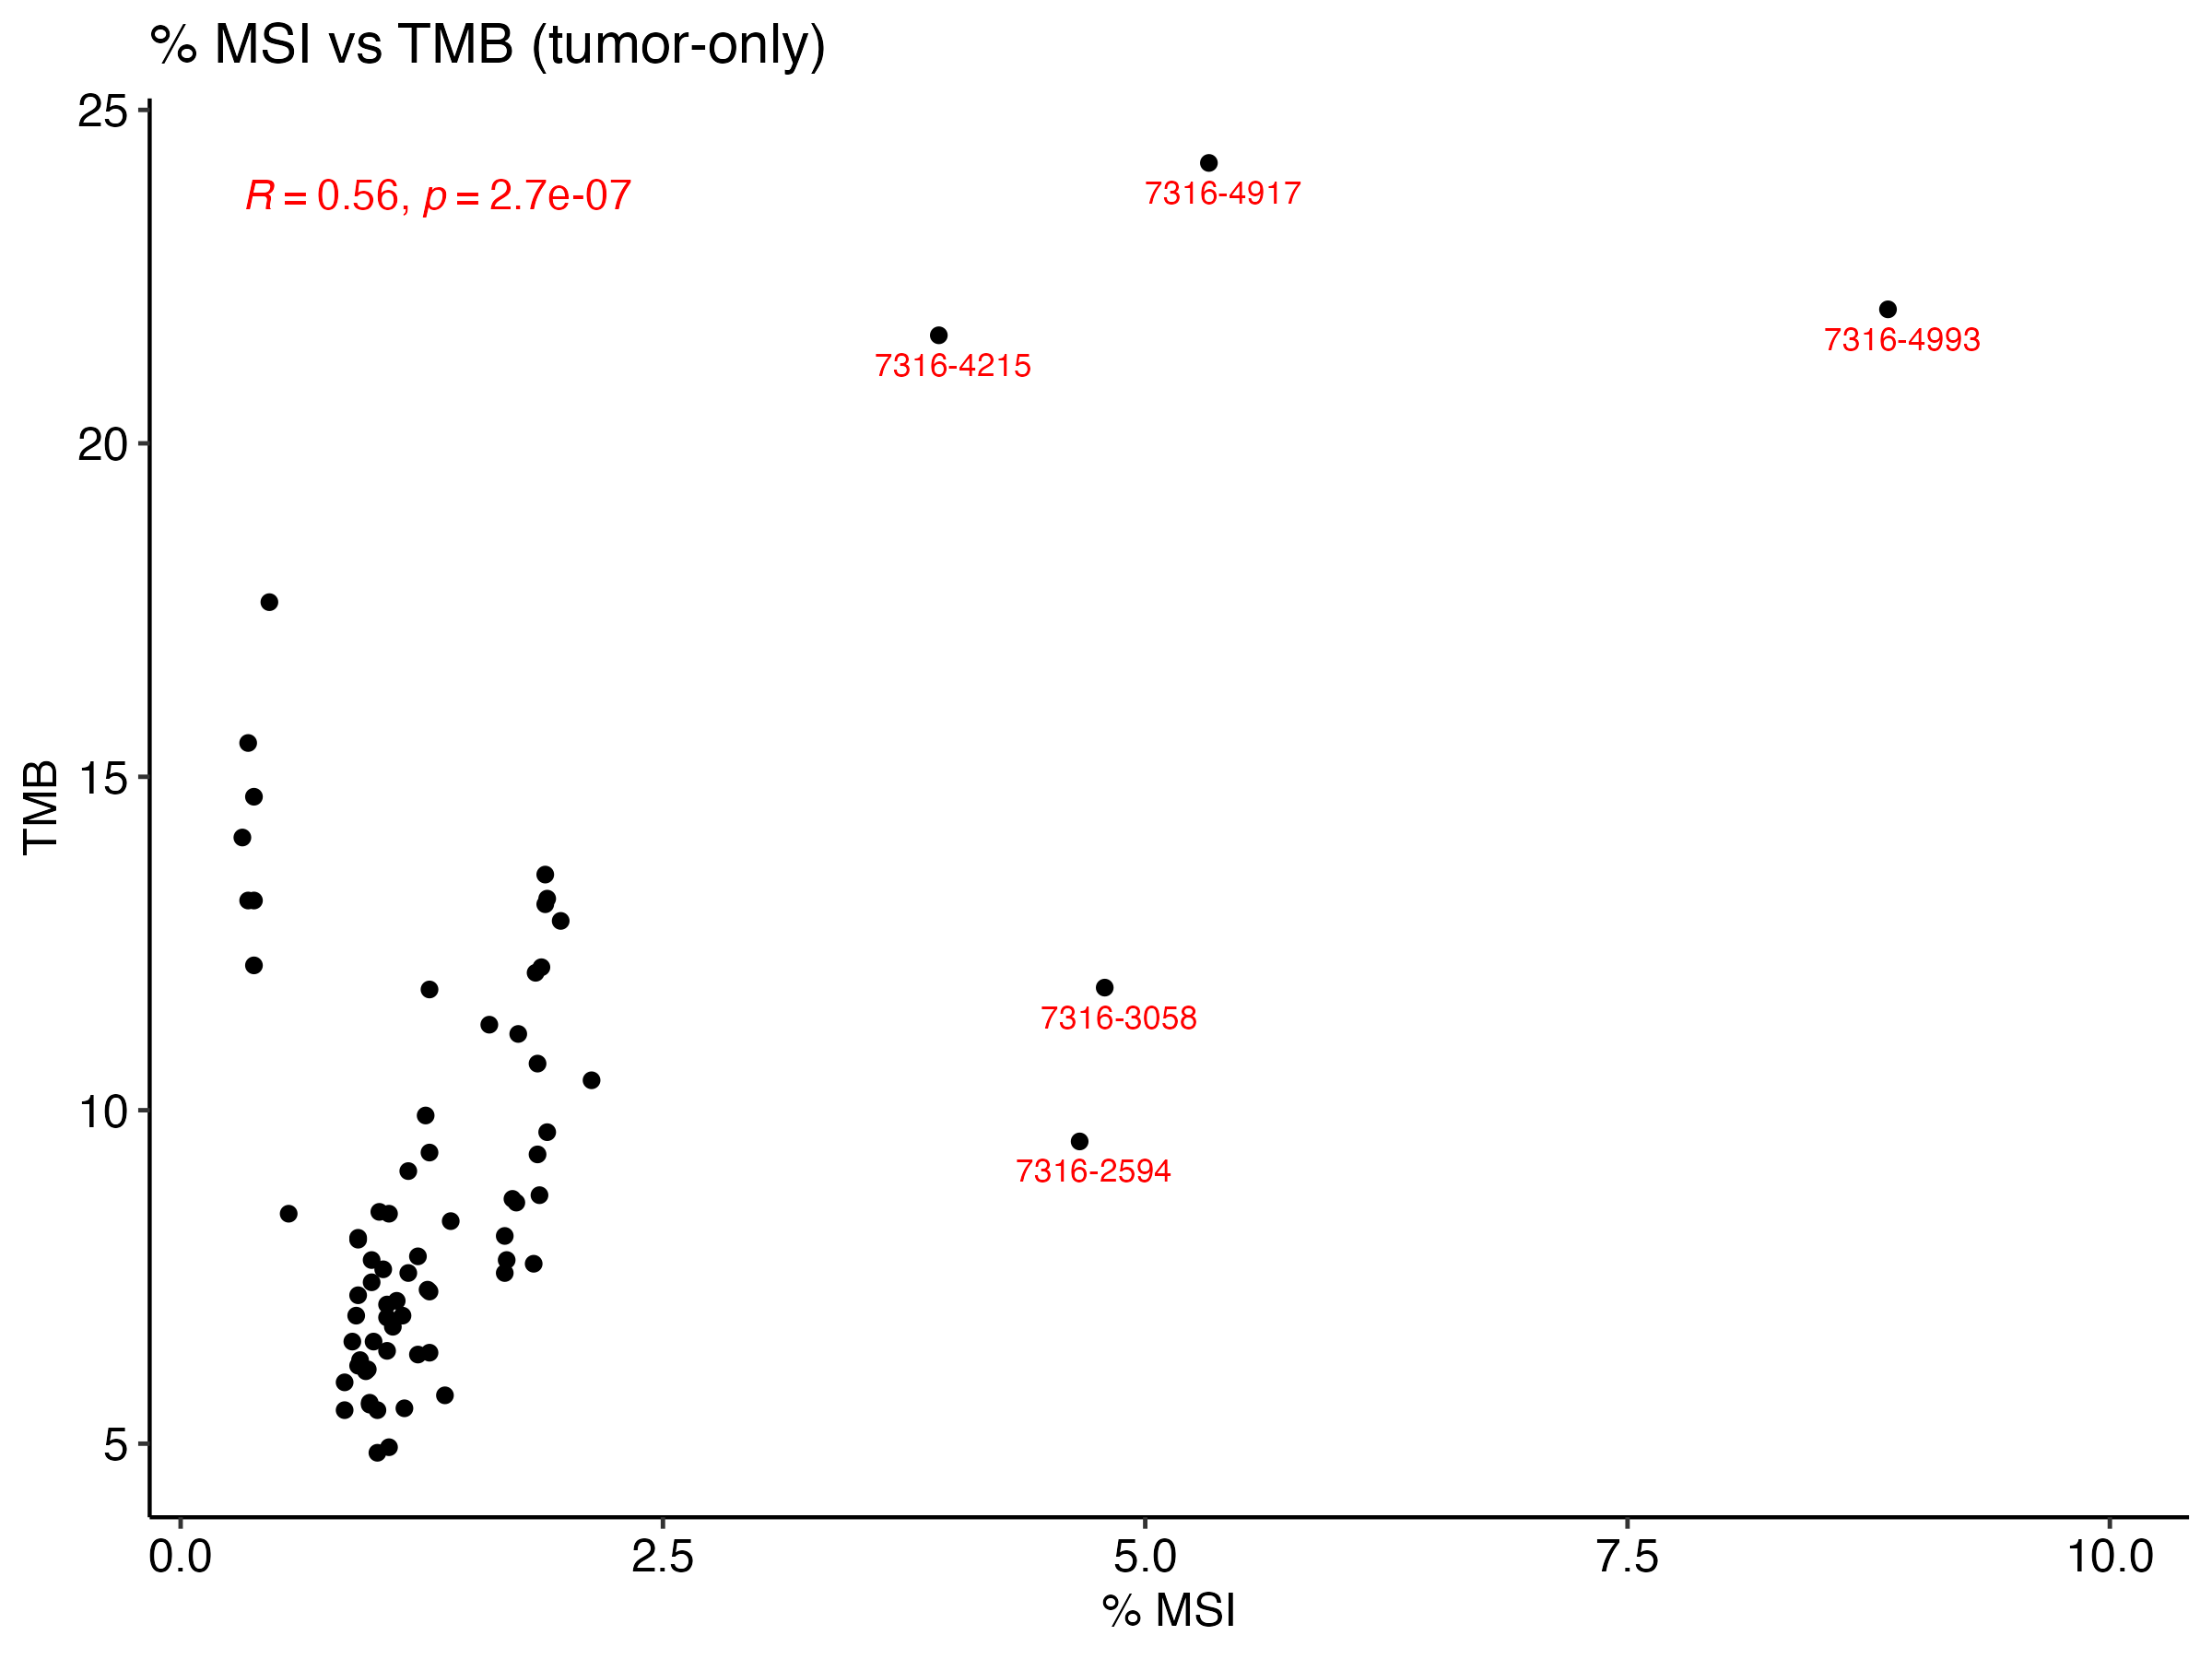 % MSI vs TMB (tumor-only)
25
R = 0.56, p = 2.7e-07
7316-4917
7316-4993
7316-4215
20
TMB
15
7316-3058
10
7316-2594
5
0.0 2.5 5.0 7.5 10.0
% MSI